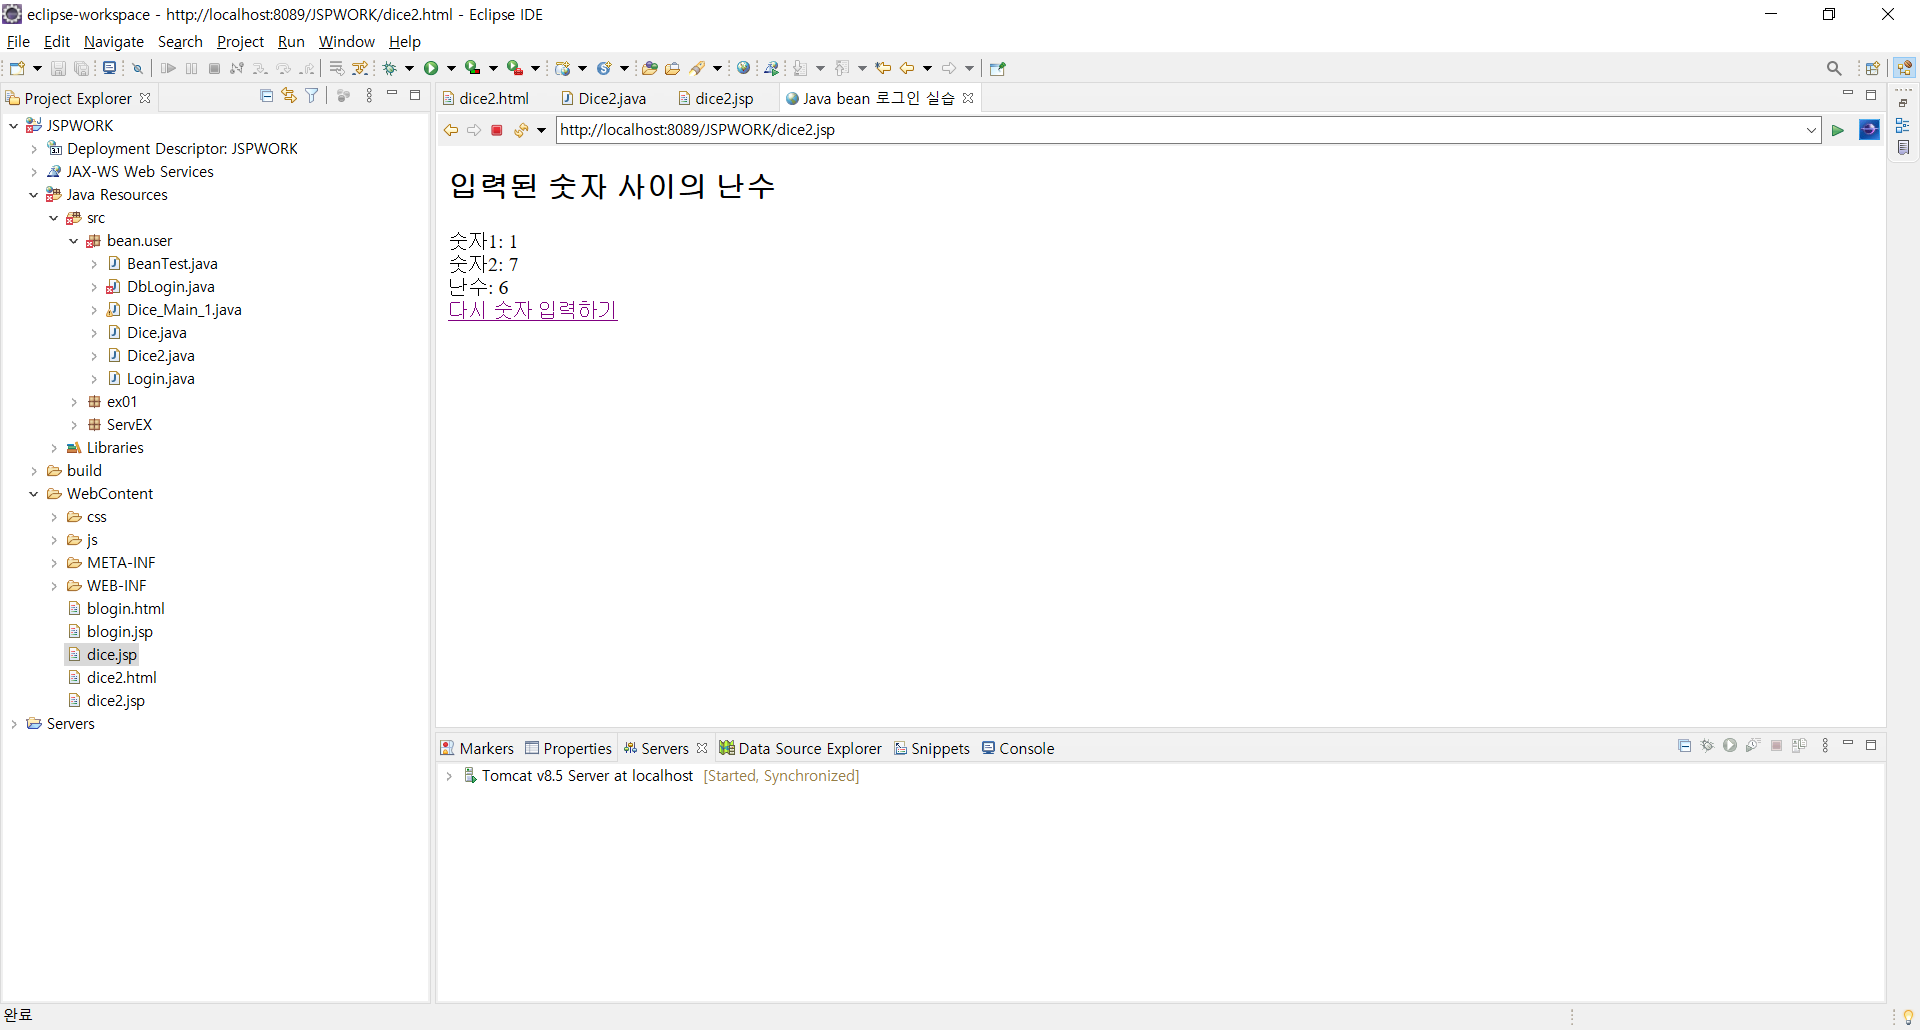 eclipse-workspace - http://localhost:8089/JSPWORK/dice2.html - Eclipse IDE
File Edit Navigate Search Project Run Window Help
Project Explorer
JSPWORK
Deployment Descriptor: JSPWORK
JAX-WS Web Services
Java Resources
src
bean.user
BeanTest.java
DbLogin.java
Dice_Main_1.java
Dice.java
Dice2.java
Login.java
ex01
ServEX
Libraries
build
WebContent
css
js
META-INF
WEB-INF
blogin.html
blogin.jsp
dice.jsp
dice2.html
dice2.jsp
Servers
dice2.html Dice2.java dice2.jsp Java bean 로그인 실습
http://localhost:8089/JSPWORK/dice2.jsp
입력된 숫자 사이의 난수
숫자1: 1
숫자2: 7
난수: 6
다시 숫자 입력하기
Markers Properties Servers Data Source Explorer Snippets Console
Tomcat v8.5 Server at localhost [Started, Synchronized]
완료